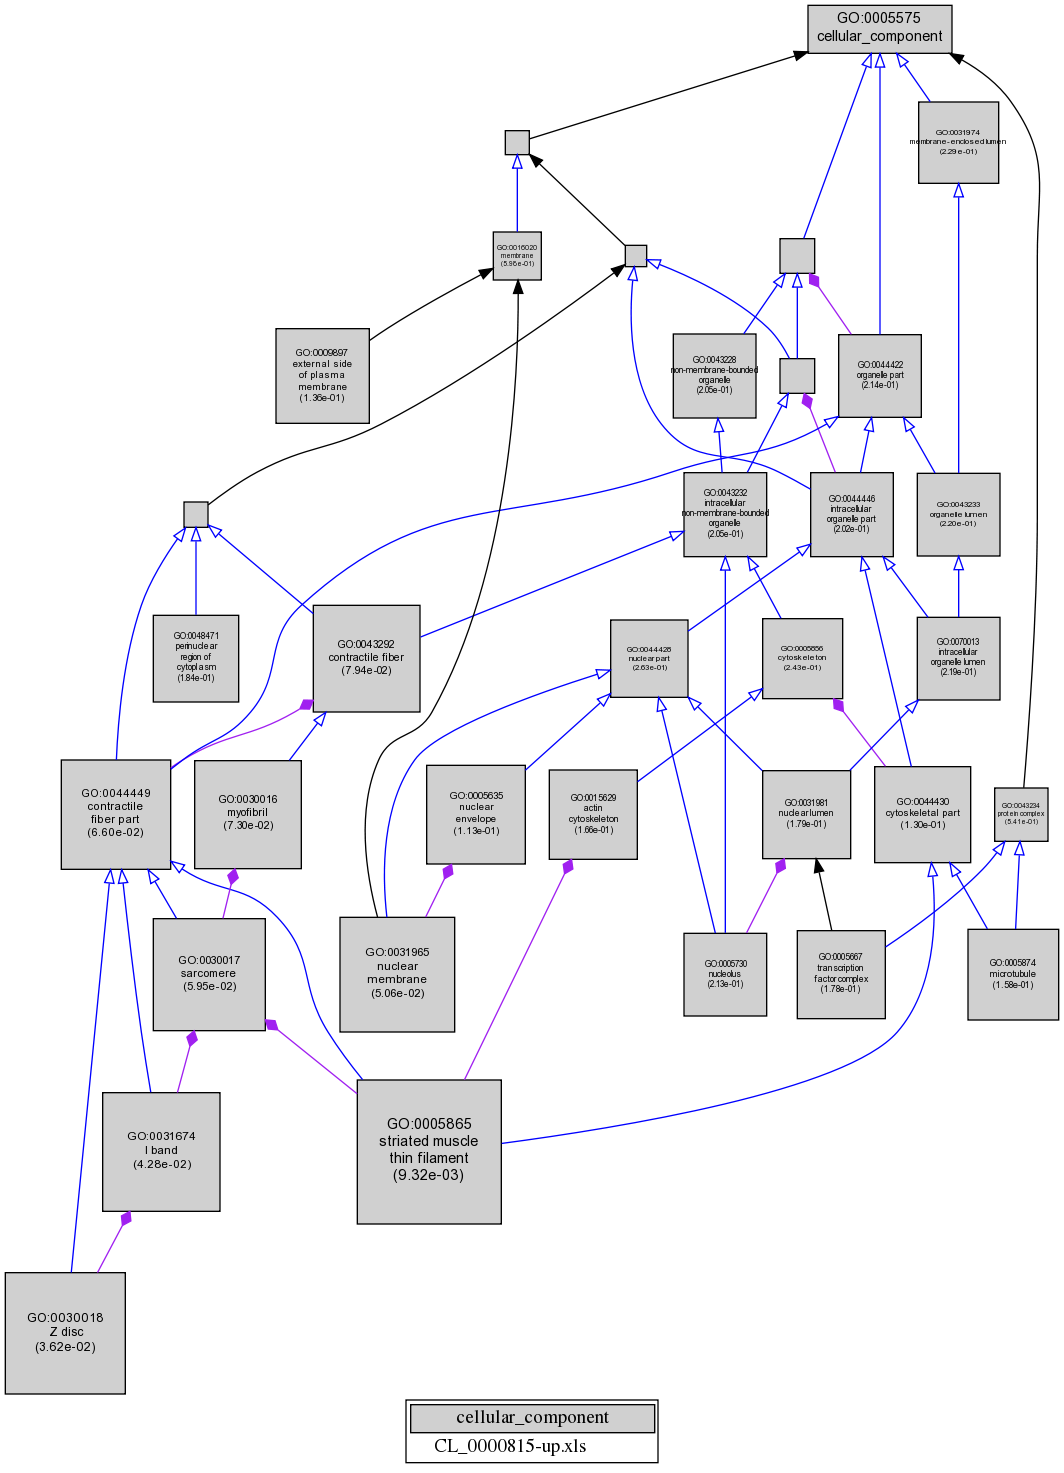 GO:0005575
cellular_component
GO:0031974
membrane-enclosed lumen
(2.29e-01)
GO:0016020
membrane
(5.96e-01)
GO:0009897
external side
of plasma
membrane
(1.36e-01)
GO:0043228
non-membrane-bounded
organelle
(2.05e-01)
GO:0044422
organelle part
(2.14e-01)
GO:0043232
intracellular
non-membrane-bounded
organelle
(2.05e-01)
GO:0044446
intracellular
organelle part
(2.02e-01)
GO:0043233
organelle lumen
(2.20e-01)
GO:0048471
perinuclear
region of
cytoplasm
(1.84e-01)
GO:0043292
contractile fiber
(7.94e-02)
GO:0044428
nuclear part
(2.63e-01)
GO:0005856
cytoskeleton
(2.43e-01)
GO:0070013
intracellular
organelle lumen
(2.19e-01)
GO:0044449
contractile
fiber part
(6.60e-02)
GO:0030016
myofibril
(7.30e-02)
GO:0005635
nuclear
envelope
(1.13e-01)
GO:0015629
actin
cytoskeleton
(1.66e-01)
GO:0031981
nuclear lumen
(1.79e-01)
GO:0044430
cytoskeletal part
(1.30e-01)
GO:0043234
protein complex
(5.41e-01)
GO:0030017
sarcomere
(5.95e-02)
GO:0031965
nuclear
membrane
(5.06e-02)
GO:0005730
nucleolus
(2.13e-01)
GO:0005667
transcription
factor complex
(1.78e-01)
GO:0005874
microtubule
(1.58e-01)
GO:0031674
I band
(4.28e-02)
GO:0005865
striated muscle
thin filament
(9.32e-03)
GO:0030018
Z disc
(3.62e-02)
cellular_component
CL_0000815-up.xls